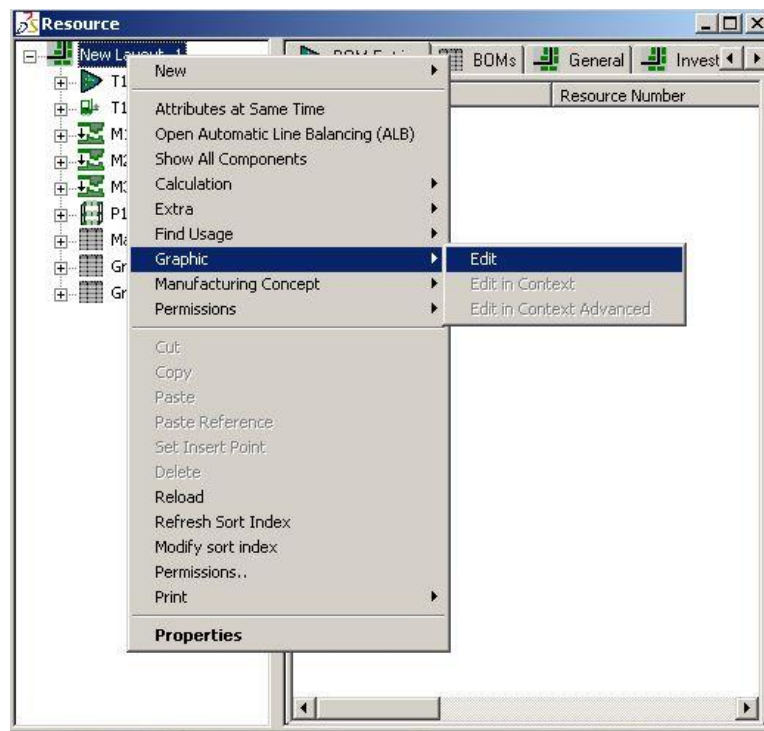 Resource
New Layout_1
BOMs
General
Invest
Resource Number
T1
T1
M1
M2
M3
P1
Ma
Gr
Gr
New
Attributes at Same Time
Open Automatic Line Balancing (ALB)
Show All Components
Calculation
Extra
Find Usage
Graphic
Manufacturing Concept
Permissions
Cut
Copy
Paste
Paste Reference
Set Insert Point
Delete
Reload
Refresh Sort Index
Modify sort index
Permissions..
Print
Properties
Edit
Edit in Context
Edit in Context Advanced